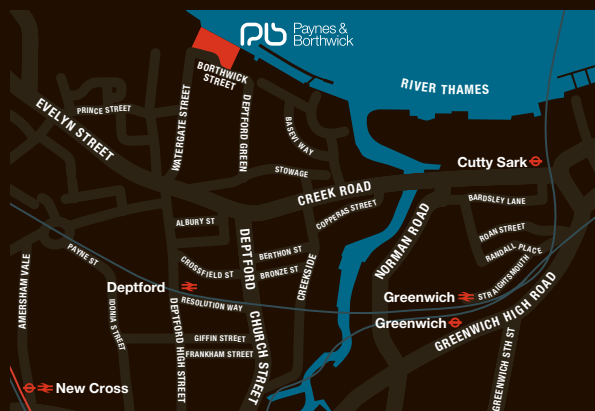 Paynes &
Borthwick
BORTHWICK
STREET
RIVER THAMES
EVELYN STREET
PRINCE STREET
WATERGATE STREET
DEPTFORD GREEN
BASEVI WAY
STOWAGE
Cutty Sark
CREEK ROAD
COPPERAS STREET
BARDSLEY LANE
ALBURY ST
NORMAN ROAD
ROAN STREET
RANDALL PLACE
STRAIGHTSMOUTH
PAYNE ST
CROSSFIELD ST
DEPTFORD
CHURCH STREET
BERTHON ST
BRONZE ST
CREEKSIDE
AMERSHAM VALE
Deptford
RESOLUTION WAY
Greenwich
Greenwich
GREENWICH HIGH ROAD
IDONIA STREET
DEPTFORD HIGH STREET
GIFFIN STREET
FRANKHAM STREET
GREENWICH STH ST
New Cross